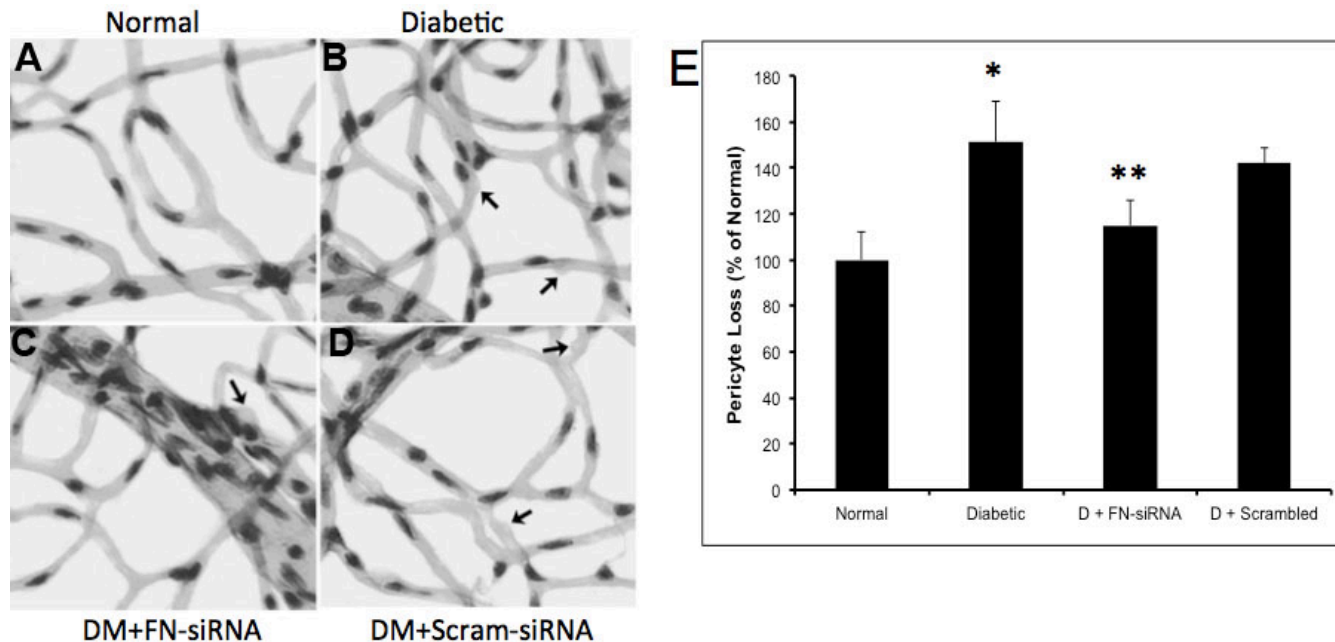 Normal
Diabetic
A
B
C
D
DM+FN-siRNA
DM+Scram-siRNA
E
Pericyte Loss (% of Normal)
180
160
140
120
100
80
60
40
20
0
*
**
Normal
Diabetic
D + FN-siRNA
D + Scrambled